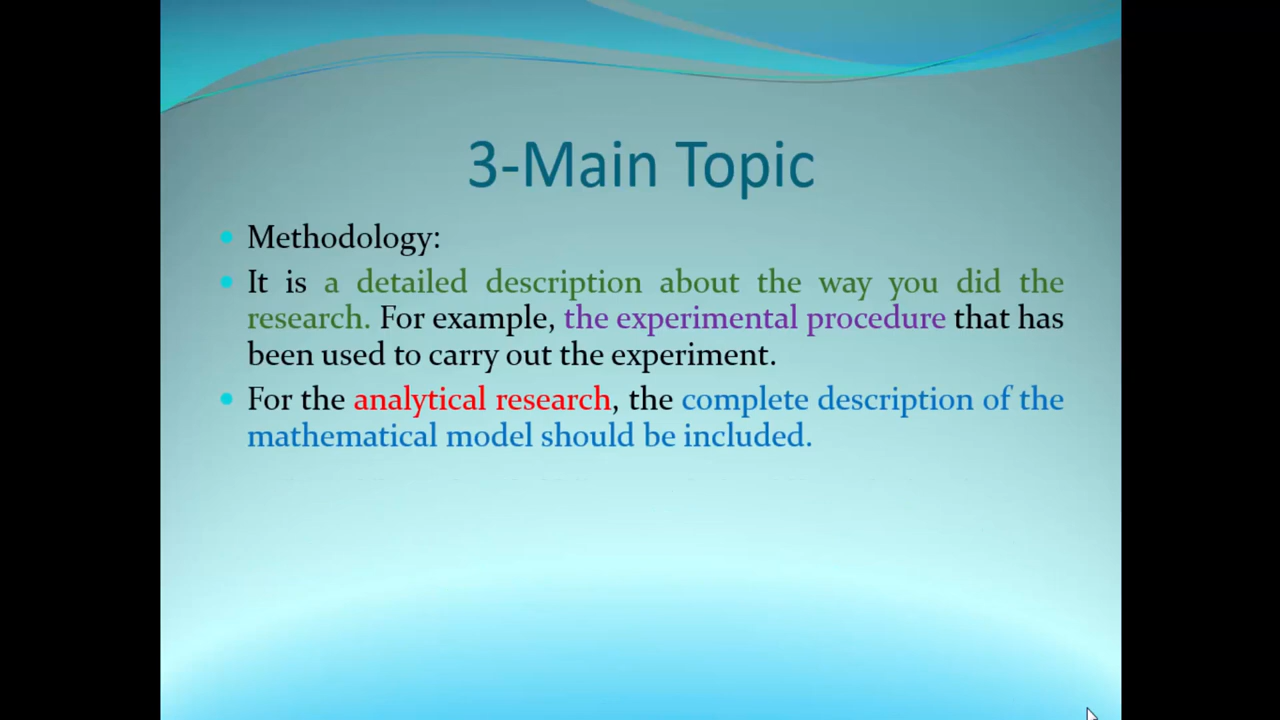 3-Main Topic
Methodology:
It is a detailed description about the way you did the
research. For example, the experimental procedure that has
been used to carry out the experiment.
For the analytical research, the complete description of the
mathematical model should be included.